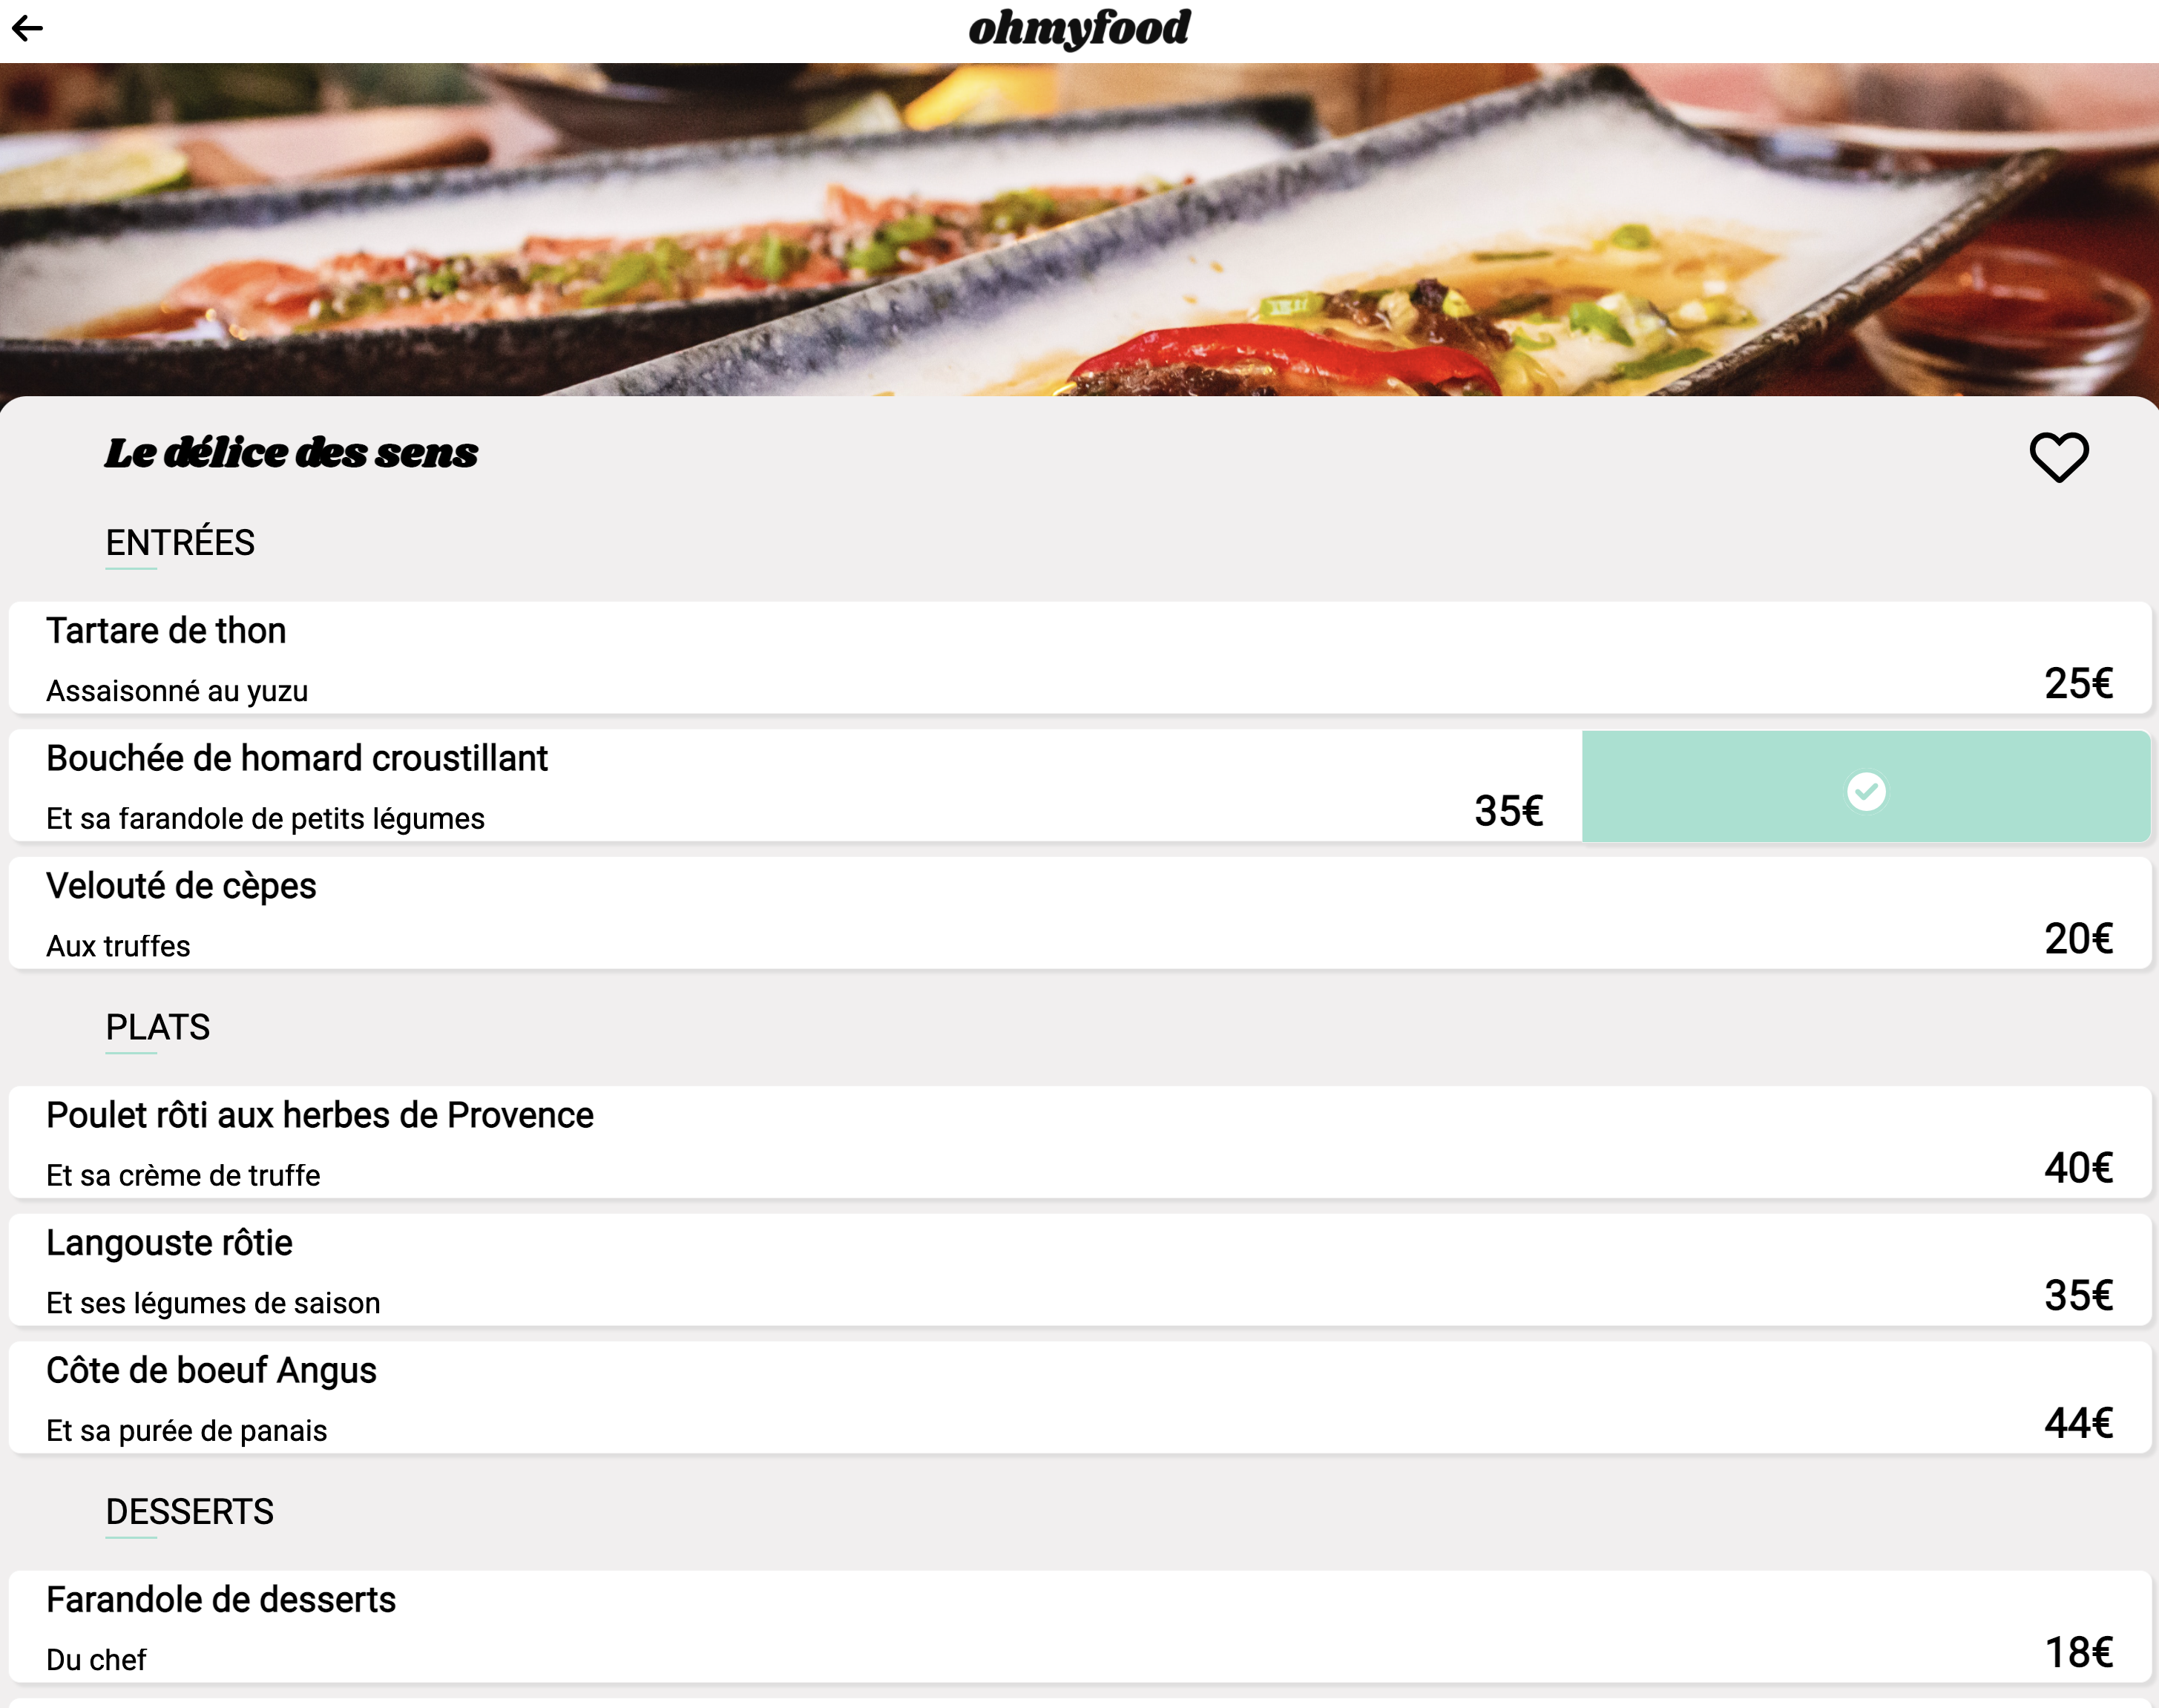 ohmyfood
Le délice des sens
ENTRÉES
Tartare de thon
Assaisonné au yuzu
25€
Bouchée de homard croustillant
Et sa farandole de petits légumes
35€
Velouté de cèpes
Aux truffes
20€
PLATS
Poulet rôti aux herbes de Provence
Et sa crème de truffe
40€
Langouste rôtie
Et ses légumes de saison
35€
Côte de boeuf Angus
Et sa purée de panais
44€
DESSERTS
Farandole de desserts
Du chef
18€